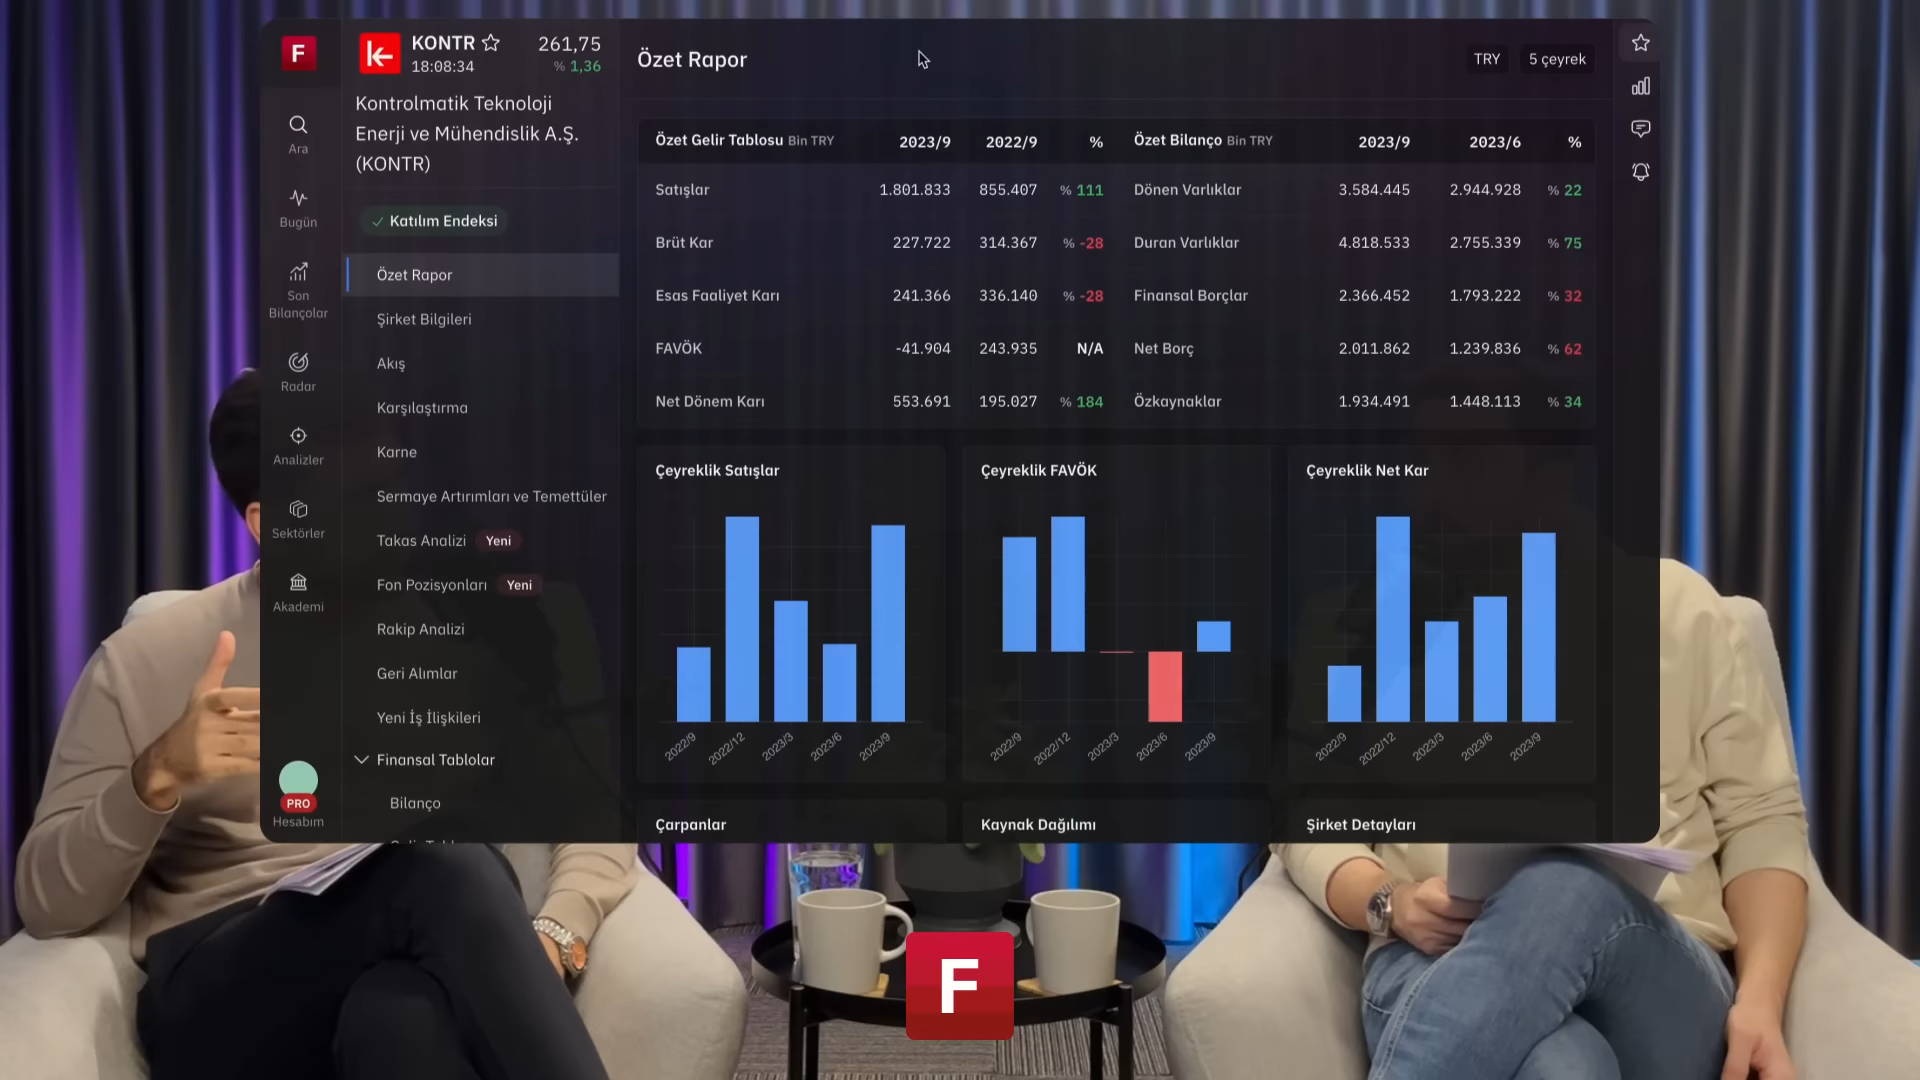 F
Ara
Bugün
Son
Bilançolar
Radar
Analizler
Sektörler
Akademi
PRO
Hesabım
KONTR
261,75
18:08:34
% 1,36
Kontrolmatik Teknoloji
Enerji ve Mühendislik A.Ş.
(KONTR)
Katılım Endeksi
Özet Rapor
Şirket Bilgileri
Akış
Karşılaştırma
Karne
Sermaye Artırımları ve Temettüler
Takas Analizi Yeni
Fon Pozisyonları Yeni
Rakip Analizi
Geri Alımlar
Yeni İş İlişkileri
Finansal Tablolar
Bilanço
Özet Rapor
TRY 5 çeyrek
Özet Gelir Tablosu Bin TRY 2023/9 2022/9 %
Satışlar 1.801.833 855.407 % 111
Brüt Kar 227.722 314.367 % -28
Esas Faaliyet Karı 241.366 336.140 % -28
FAVÖK -41.904 243.935 N/A
Net Dönem Karı 553.691 195.027 % 184
Özet Bilanço Bin TRY 2023/9 2023/6 %
Dönen Varlıklar 3.584.445 2.944.928 % 22
Duran Varlıklar 4.818.533 2.755.339 % 75
Finansal Borçlar 2.366.452 1.793.222 % 32
Net Borç 2.011.862 1.239.836 % 62
Özkaynaklar 1.934.491 1.448.113 % 34
Çeyreklik Satışlar
2022/9 2022/12 2023/3 2023/6 2023/9
Çeyreklik FAVÖK
2022/9 2022/12 2023/3 2023/6 2023/9
Çeyreklik Net Kar
2022/9 2022/12 2023/3 2023/6 2023/9
Çarpanlar
Kaynak Dağılımı
Şirket Detayları
F